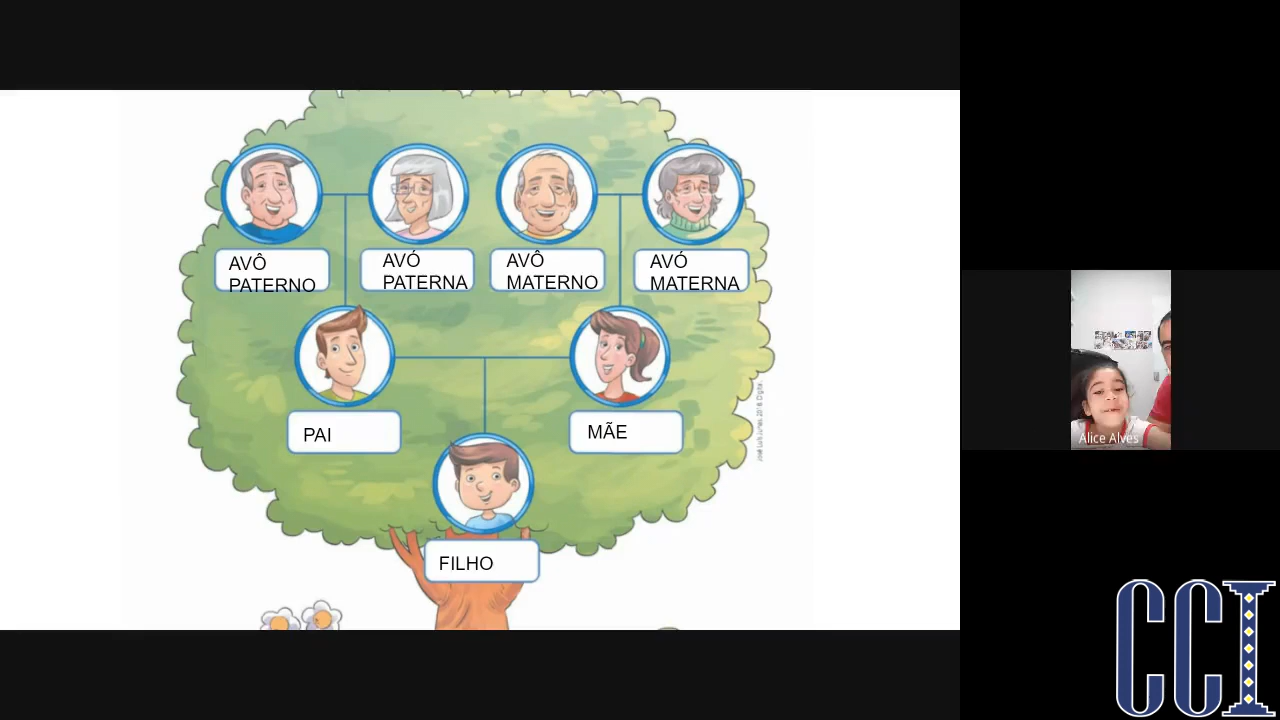 AVÔ
PATERNO
AVÓ
PATERNA
AVÔ
MATERNO
AVÓ
MATERNA
PAI
MÃE
FILHO
Alice Alves
CCI